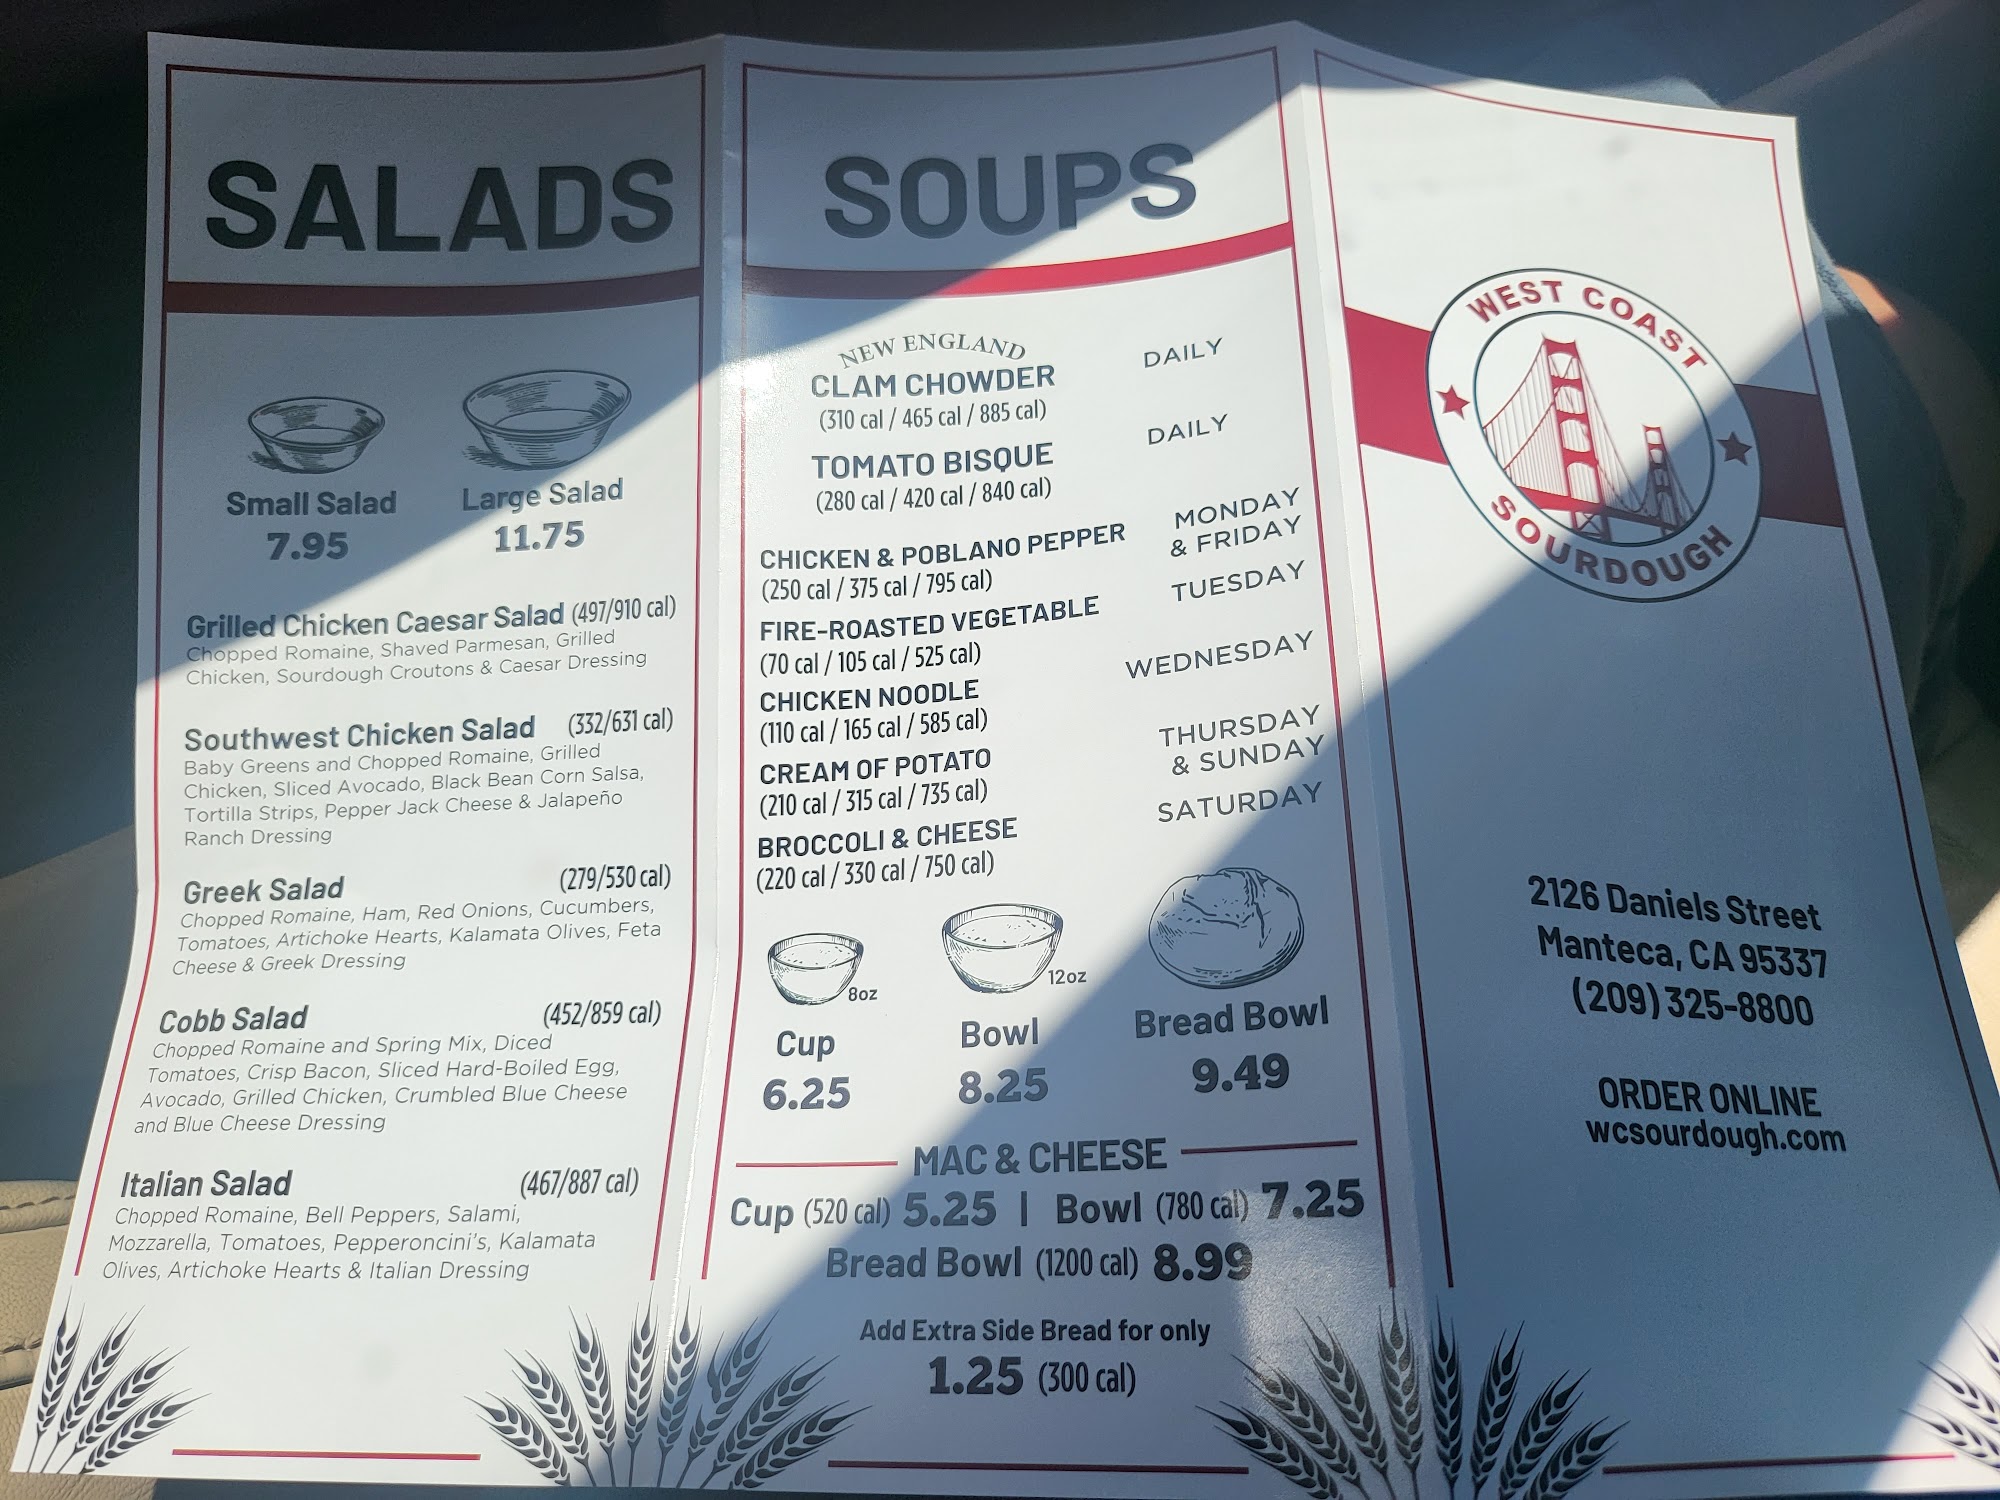 SALADS
Small Salad
7.95
Large Salad
11.75
Grilled Chicken Caesar Salad (497/910 cal)
Chopped Romaine, Shaved Parmesan, Grilled
Chicken, Sourdough Croutons & Caesar Dressing
Southwest Chicken Salad (332/631 cal)
Baby Greens and Chopped Romaine, Grilled
Chicken, Sliced Avocado, Black Bean Corn Salsa,
Tortilla Strips, Pepper Jack Cheese & Jalapeño
Ranch Dressing
Greek Salad (279/530 cal)
Chopped Romaine, Ham, Red Onions, Cucumbers,
Tomatoes, Artichoke Hearts, Kalamata Olives, Feta
Cheese & Greek Dressing
Cobb Salad (452/859 cal)
Chopped Romaine and Spring Mix, Diced
Tomatoes, Crisp Bacon, Sliced Hard-Boiled Egg,
Avocado, Grilled Chicken, Crumbled Blue Cheese
and Blue Cheese Dressing
Italian Salad (467/887 cal)
Chopped Romaine, Bell Peppers, Salami,
Mozzarella, Tomatoes, Pepperoncini's, Kalamata
Olives, Artichoke Hearts & Italian Dressing
SOUPS
NEW ENGLAND
CLAM CHOWDER DAILY
(310 cal / 465 cal / 885 cal)
TOMATO BISQUE DAILY
(280 cal / 420 cal / 840 cal)
CHICKEN & POBLANO PEPPER MONDAY
& FRIDAY
(250 cal / 375 cal / 795 cal)
FIRE-ROASTED VEGETABLE TUESDAY
(70 cal / 105 cal / 525 cal)
CHICKEN NOODLE WEDNESDAY
(110 cal / 165 cal / 585 cal)
CREAM OF POTATO THURSDAY
& SUNDAY
(210 cal / 315 cal / 735 cal)
BROCCOLI & CHEESE SATURDAY
(220 cal / 330 cal / 750 cal)
8oz
Cup
6.25
12oz
Bowl
8.25
Bread Bowl
9.49
MAC & CHEESE
Cup (520 cal) 5.25 | Bowl (780 cal) 7.25
Bread Bowl (1200 cal) 8.99
Add Extra Side Bread for only
1.25 (300 cal)
WEST COAST
SOURDOUGH
2126 Daniels Street
Manteca, CA 95337
(209) 325-8800
ORDER ONLINE
wcsourdough.com